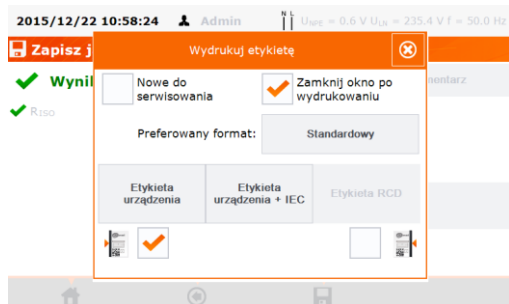 2015/12/22 10:58:24 Admin N L U_NPE = 0.6 V U_LN = 235.4 V f = 50.0 Hz
Zapisz j
Wydrukuj etykietę
Wynil
Nowe do serwisowania
Zamknij okno po wydrukowaniu
mentarz
RISO
Preferowany format:
Standardowy
Etykieta urządzenia
Etykieta urządzenia + IEC
Etykieta RCD